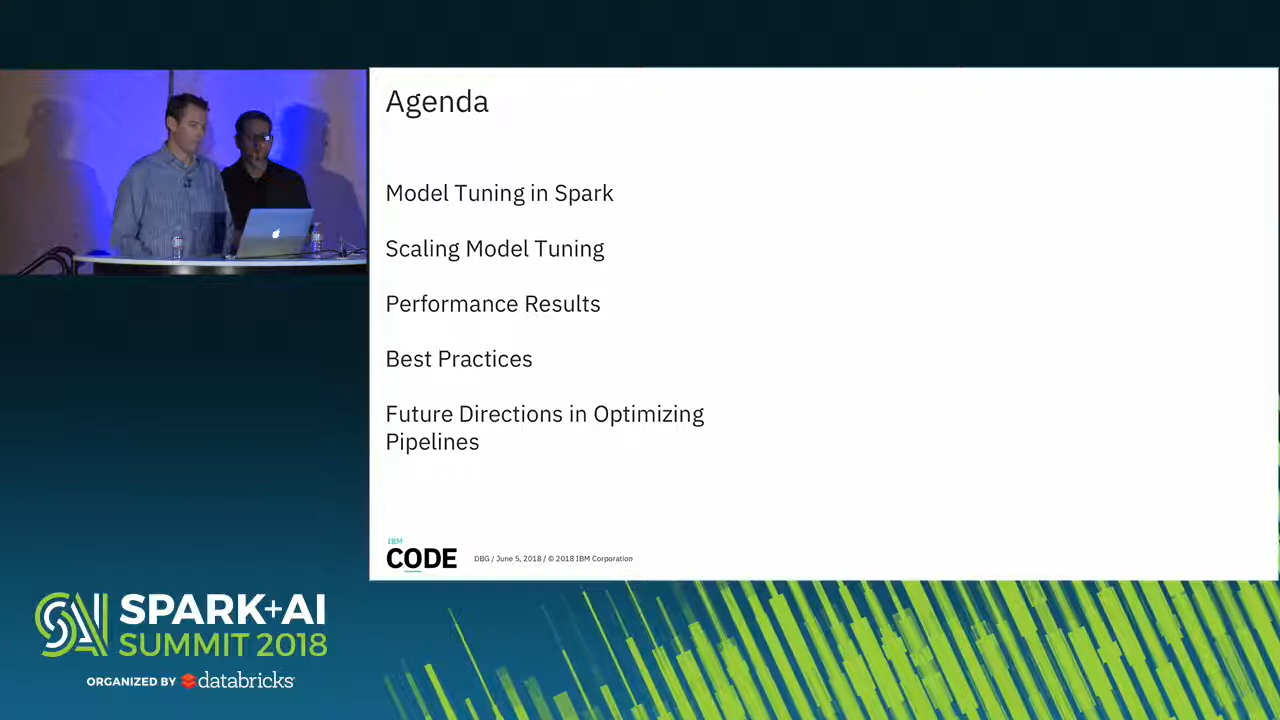 Agenda
Model Tuning in Spark
Scaling Model Tuning
Performance Results
Best Practices
Future Directions in Optimizing
Pipelines
IBM
CODE
DBG / June 5, 2018 / © 2018 IBM Corporation
SPARK+AI
SUMMIT 2018
ORGANIZED BY databricks